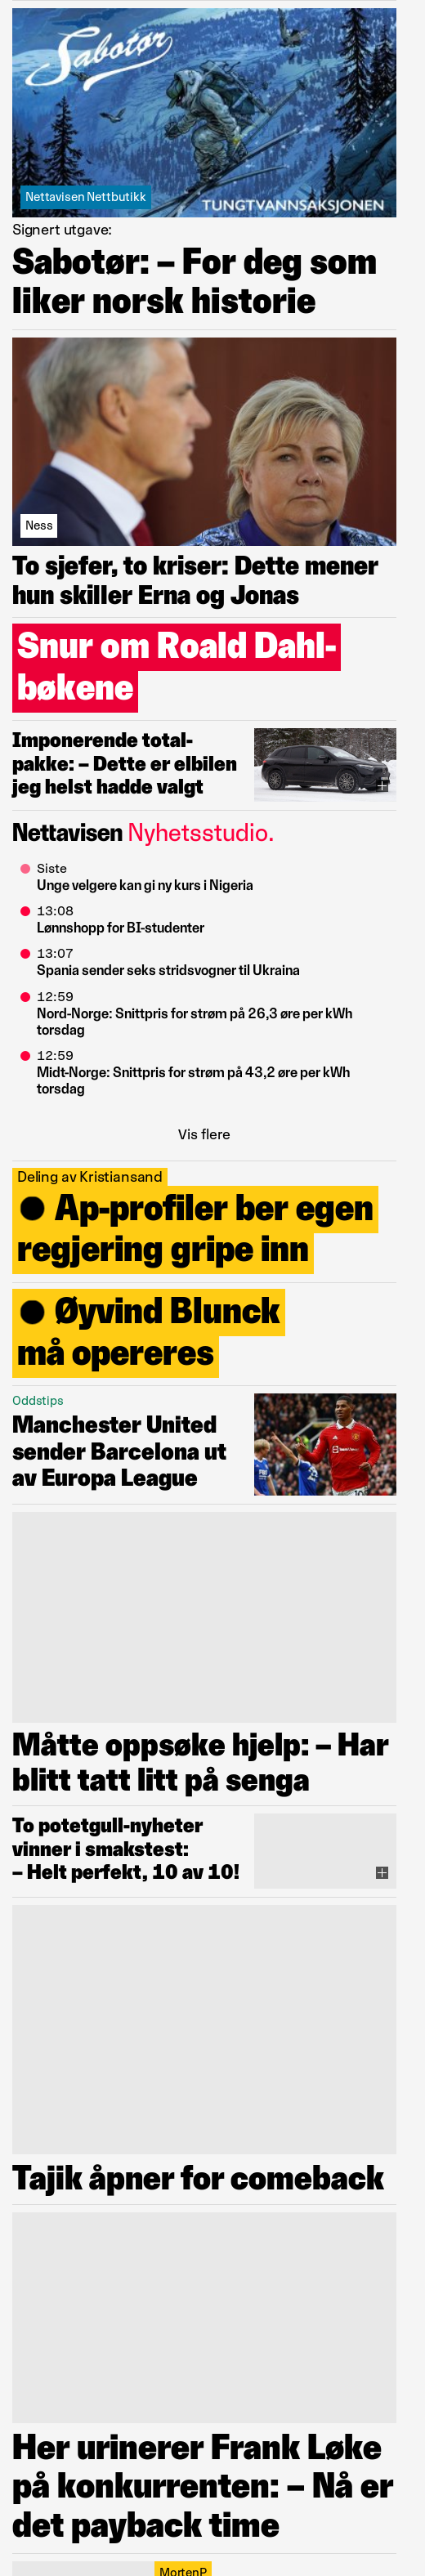 Sabotør
Nettavisen Nettbutikk
TUNGTVANNSAKSJONEN
Signert utgave:
Sabotør: – For deg som
liker norsk historie
Ness
To sjefer, to kriser: Dette mener
hun skiller Erna og Jonas
Snur om Roald Dahl-
bøkene
Imponerende total-
pakke: – Dette er elbilen
jeg helst hadde valgt
Nettavisen Nyhetsstudio.
Siste
Unge velgere kan gi ny kurs i Nigeria
13:08
Lønnshopp for BI-studenter
13:07
Spania sender seks stridsvogner til Ukraina
12:59
Nord-Norge: Snittpris for strøm på 26,3 øre per kWh
torsdag
12:59
Midt-Norge: Snittpris for strøm på 43,2 øre per kWh
torsdag
Vis flere
Deling av Kristiansand
Ap-profiler ber egen
regjering gripe inn
Øyvind Blunck
må opereres
Oddstips
Manchester United
sender Barcelona ut
av Europa League
Måtte oppsøke hjelp: – Har
blitt tatt litt på senga
To potetgull-nyheter
vinner i smakstest:
– Helt perfekt, 10 av 10!
Tajik åpner for comeback
Her urinerer Frank Løke
på konkurrenten: – Nå er
det payback time
MortenP